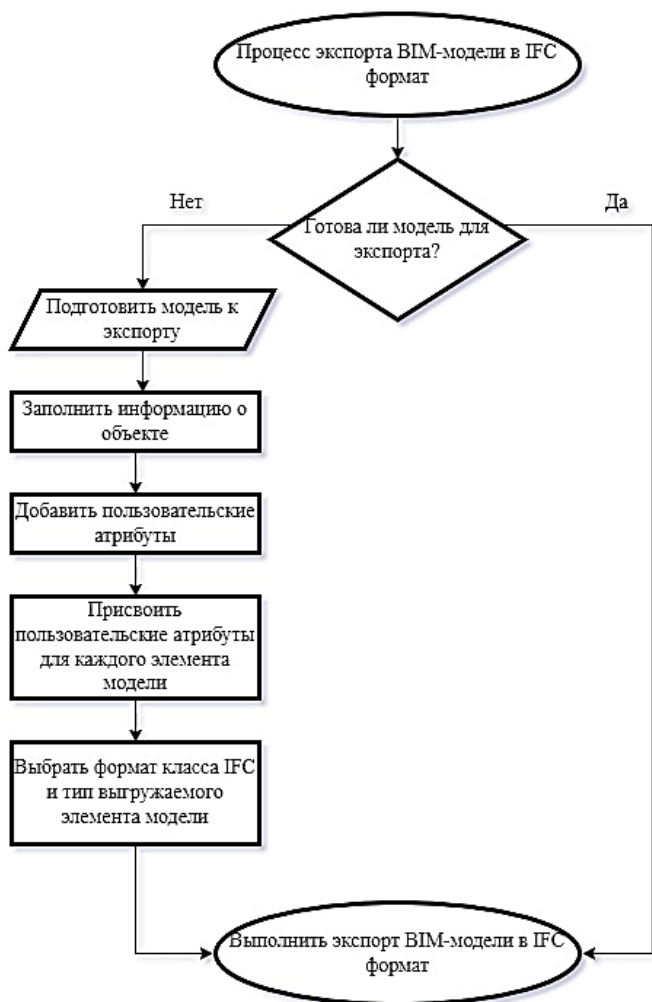 Процесс экспорта BIM-модели в IFC
формат
Нет
Да
Готова ли модель для
экспорта?
Подготовить модель к
экспорту
Заполнить информацию о
объекте
Добавить пользовательские
атрибуты
Присвоить
пользовательские атрибуты
для каждого элемента
модели
Выбрать формат класса IFC
и тип выгружаемого
элемента модели
Выполнить экспорт BIM-модели в IFC
формат